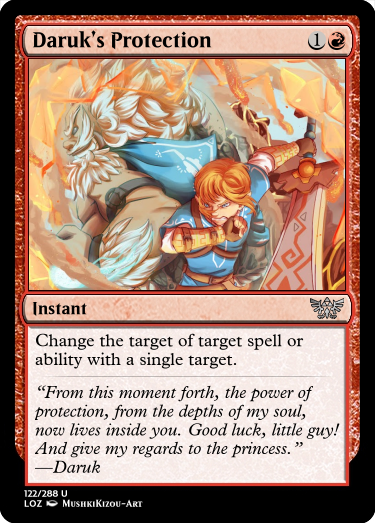 Daruk's Protection 1
Instant
Change the target of target spell or
ability with a single target.
“From this moment forth, the power of
protection, from the depths of my soul,
now lives inside you. Good luck, little guy!
And give my regards to the princess.”
—Daruk
122/288 U
LOZ MushkiKizou-Art